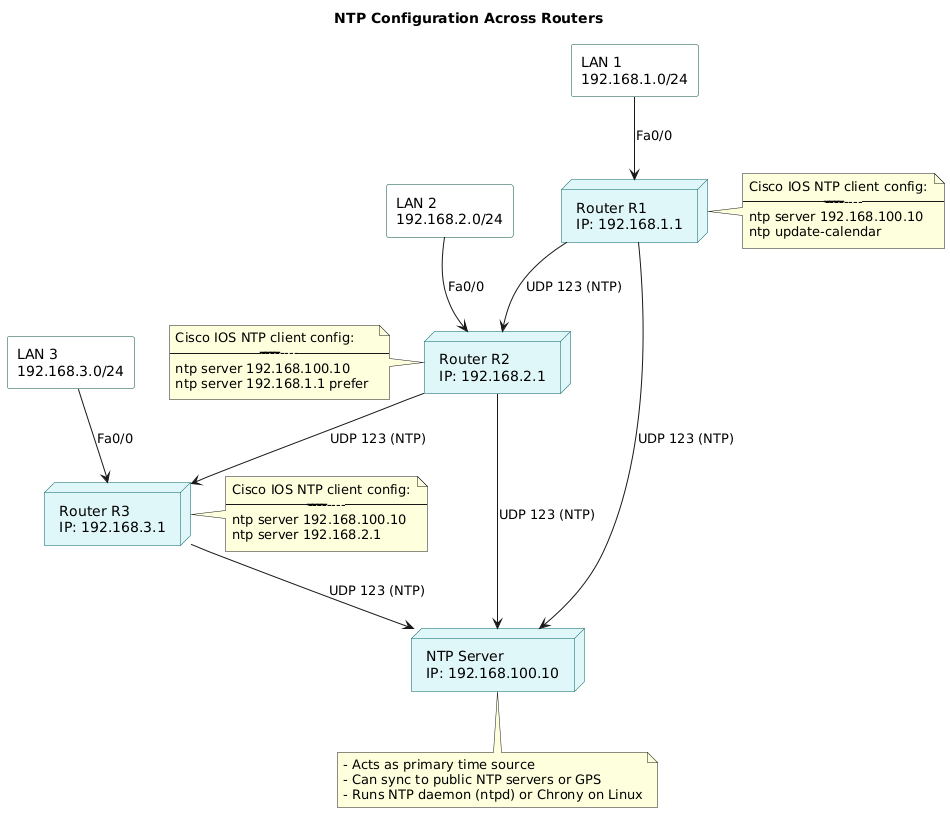 NTP Configuration Across Routers
LAN 1
192.168.1.0/24
Fa0/0
LAN 2
192.168.2.0/24
Router R1
IP: 192.168.1.1
Cisco IOS NTP client config:
ntp server 192.168.100.10
ntp update-calendar
Fa0/0
UDP 123 (NTP)
LAN 3
192.168.3.0/24
Cisco IOS NTP client config:
ntp server 192.168.100.10
ntp server 192.168.1.1 prefer
Router R2
IP: 192.168.2.1
Fa0/0
UDP 123 (NTP)
UDP 123 (NTP)
Router R3
IP: 192.168.3.1
Cisco IOS NTP client config:
ntp server 192.168.100.10
ntp server 192.168.2.1
UDP 123 (NTP)
UDP 123 (NTP)
NTP Server
IP: 192.168.100.10
- Acts as primary time source
- Can sync to public NTP servers or GPS
- Runs NTP daemon (ntpd) or Chrony on Linux